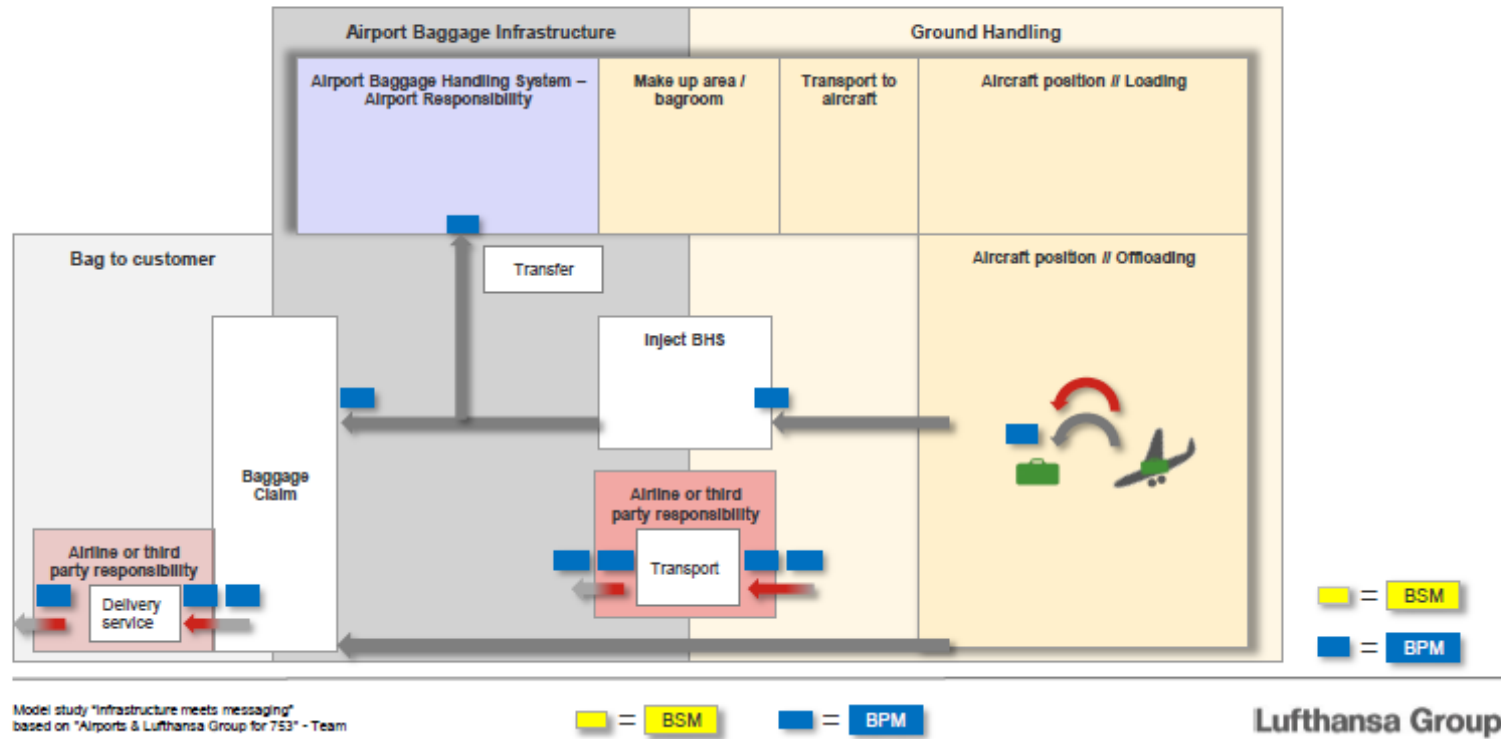 Airport Baggage Infrastructure
Ground Handling
Airport Baggage Handling System –
Airport Responsibility
Make up area /
bagroom
Transport to
aircraft
Aircraft position // Loading
Bag to customer
Transfer
Aircraft position // Offloading
Inject BHS
Baggage
Claim
Airline or third
party responsibility
Transport
Airline or third
party responsibility
Delivery
service
= BSM
= BPM
Model study "Infrastructure meets messaging"
based on "Airports & Lufthansa Group for 753" - Team
= BSM
= BPM
Lufthansa Group